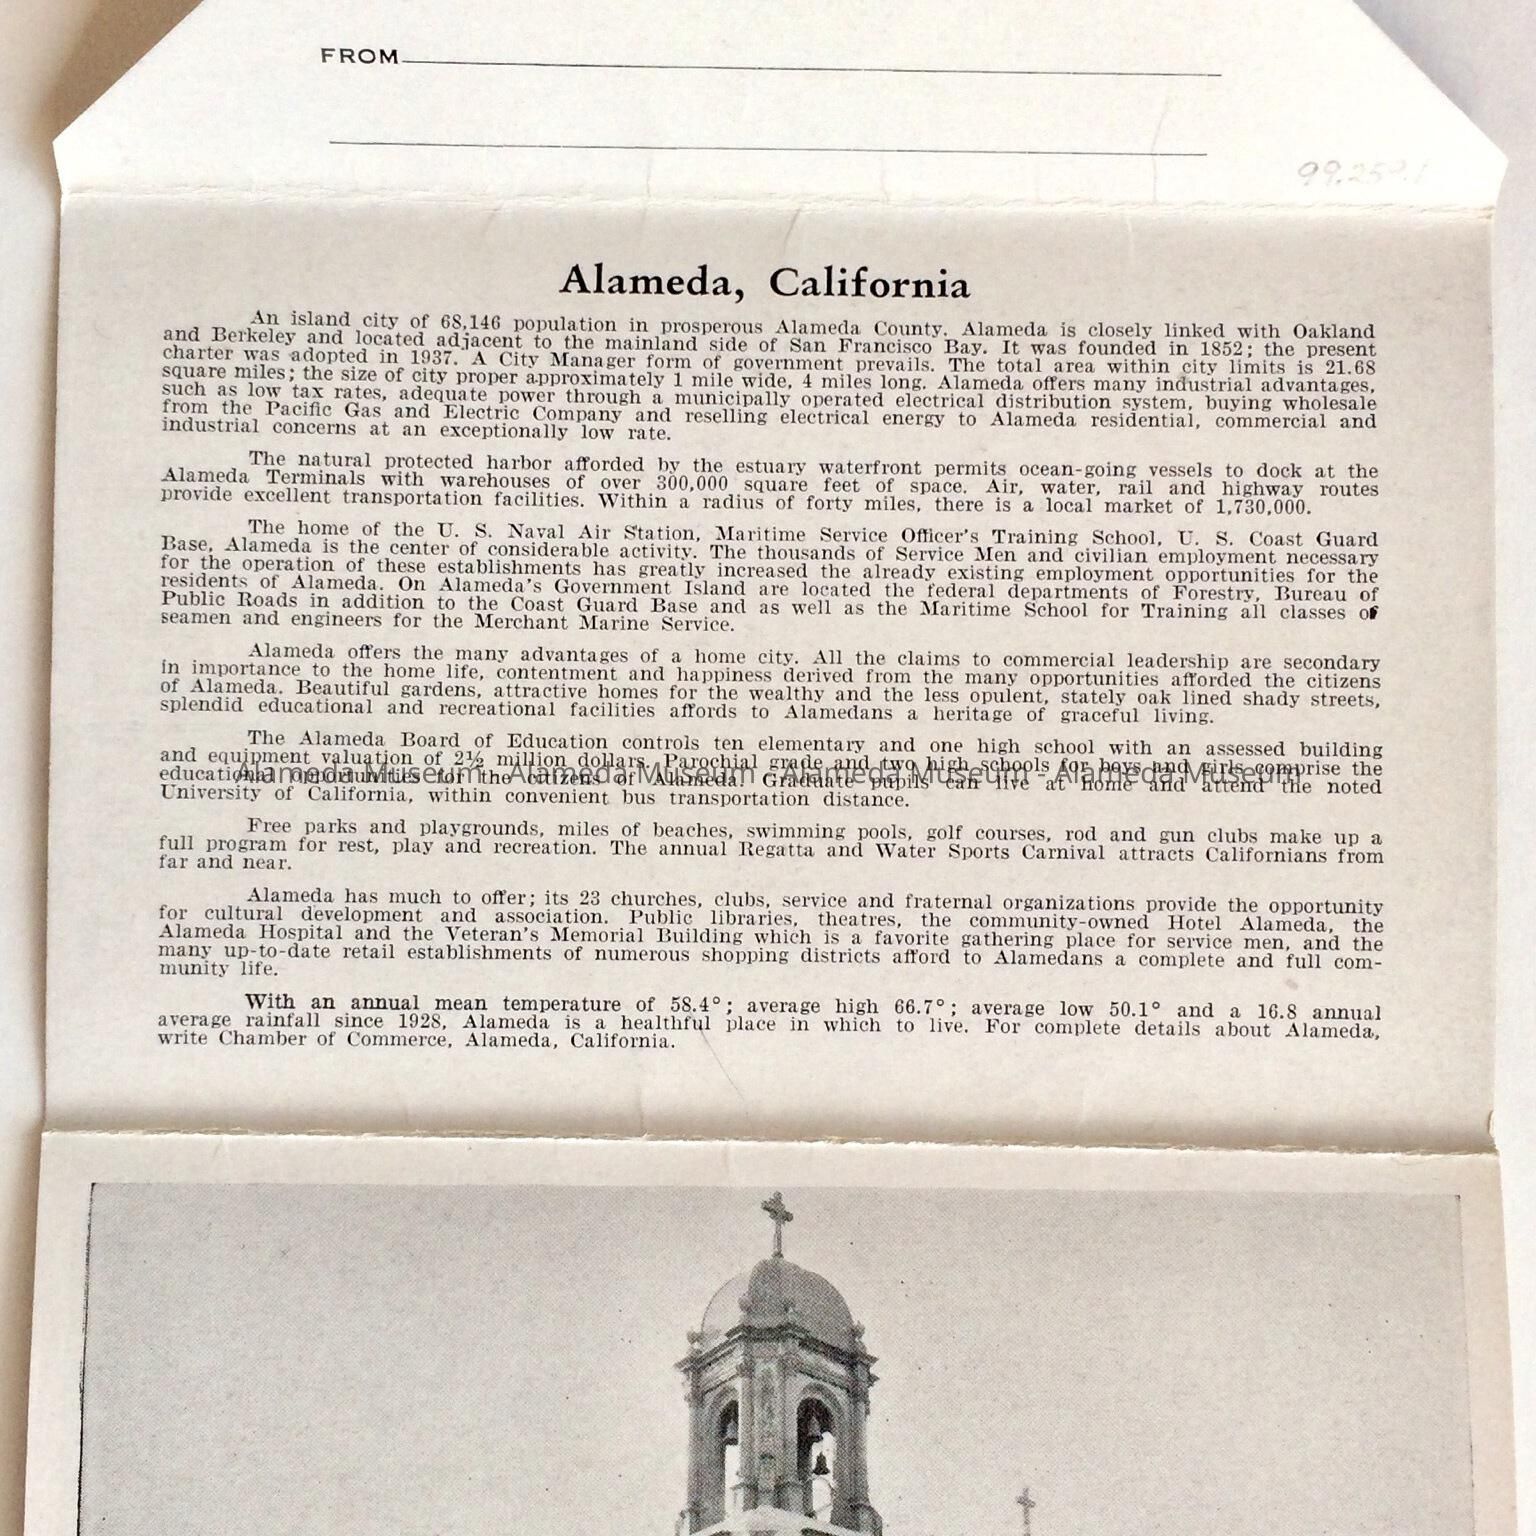 FROM
99.259.1
Alameda, California
An island city of 68,146 population in prosperous Alameda County. Alameda is closely linked with Oakland
and Berkeley and located adjacent to the mainland side of San Francisco Bay. It was founded in 1852; the present
charter was adopted in 1937. A City Manager form of government prevails. The total area within city limits is 21.68
square miles; the size of city proper approximately 1 mile wide, 4 miles long. Alameda offers many industrial advantages,
such as low tax rates, adequate power through a municipally operated electrical distribution system, buying wholesale
from the Pacific Gas and Electric Company and reselling electrical energy to Alameda residential, commercial and
industrial concerns at an exceptionally low rate.
The natural protected harbor afforded by the estuary waterfront permits ocean-going vessels to dock at the
Alameda Terminals with warehouses of over 300,000 square feet of space. Air, water, rail and highway routes
provide excellent transportation facilities. Within a radius of forty miles, there is a local market of 1,730,000.
The home of the U. S. Naval Air Station, Maritime Service Officer's Training School, U. S. Coast Guard
Base, Alameda is the center of considerable activity. The thousands of Service Men and civilian employment necessary
for the operation of these establishments has greatly increased the already existing employment opportunities for the
residents of Alameda. On Alameda's Government Island are located the federal departments of Forestry, Bureau of
Public Roads in addition to the Coast Guard Base and as well as the Maritime School for Training all classes of
seamen and engineers for the Merchant Marine Service.
Alameda offers the many advantages of a home city. All the claims to commercial leadership are secondary
in importance to the home life, contentment and happiness derived from the many opportunities afforded the citizens
of Alameda. Beautiful gardens, attractive homes for the wealthy and the less opulent, stately oak lined shady streets,
splendid educational and recreational facilities affords to Alamedans a heritage of graceful living.
The Alameda Board of Education controls ten elementary and one high school with an assessed building
and equipment valuation of 2½ million dollars. Parochial grade and two high schools for boys and girls comprise the
educational opportunities for the citizens of Alameda. Graduate pupils can live at home and attend the noted
Alameda Museum - Alameda Museum - Alameda Museum - Alameda Museum
University of California, within convenient bus transportation distance.
Free parks and playgrounds, miles of beaches, swimming pools, golf courses, rod and gun clubs make up a
full program for rest, play and recreation. The annual Regatta and Water Sports Carnival attracts Californians from
far and near.
Alameda has much to offer; its 23 churches, clubs, service and fraternal organizations provide the opportunity
for cultural development and association. Public libraries, theatres, the community-owned Hotel Alameda, the
Alameda Hospital and the Veteran's Memorial Building which is a favorite gathering place for service men, and the
many up-to-date retail establishments of numerous shopping districts afford to Alamedans a complete and full com-
munity life.
With an annual mean temperature of 58.4°; average high 66.7°; average low 50.1° and a 16.8 annual
average rainfall since 1928, Alameda is a healthful place in which to live. For complete details about Alameda,
write Chamber of Commerce, Alameda, California.